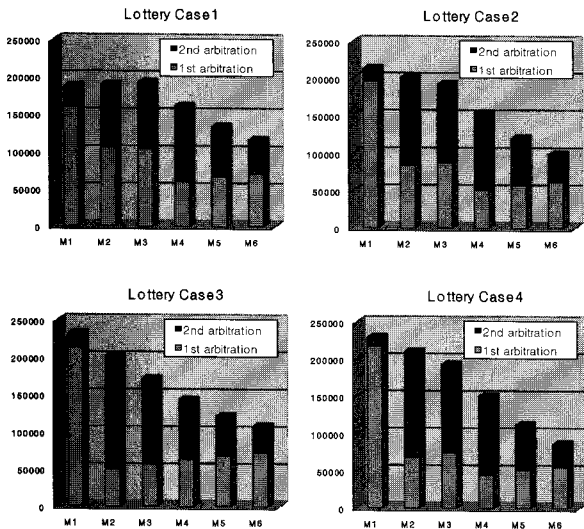 Lottery Case1
250000
200000
150000
100000
50000
0
2nd arbitration
1st arbitration
M1 M2 M3 M4 M5 M6
Lottery Case2
250000
200000
150000
100000
50000
0
2nd arbitration
1st arbitration
M1 M2 M3 M4 M5 M6
Lottery Case3
250000
200000
150000
100000
50000
0
2nd arbitration
1st arbitration
M1 M2 M3 M4 M5 M6
Lottery Case4
250000
200000
150000
100000
50000
0
2nd arbitration
1st arbitration
M1 M2 M3 M4 M5 M6